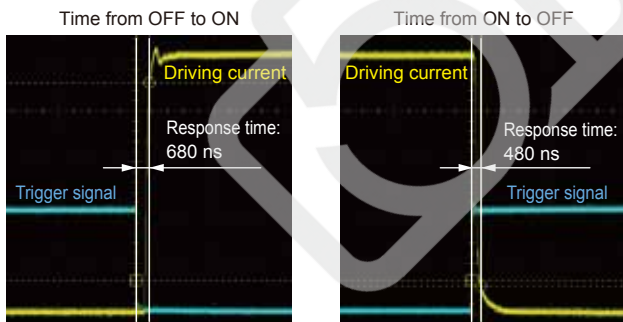 Time from OFF to ON
Driving current
Response time:
680 ns
Trigger signal
Time from ON to OFF
Driving current
Response time:
480 ns
Trigger signal